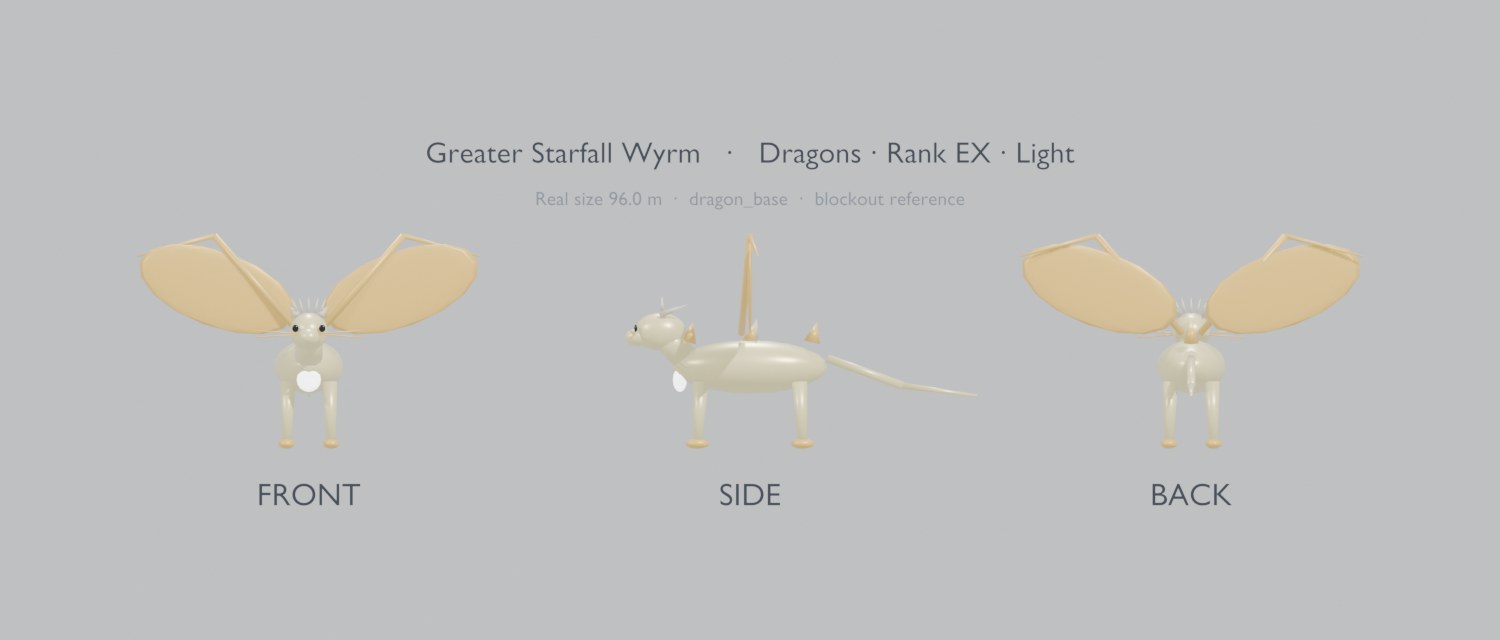 Greater Starfall Wyrm · Dragons · Rank EX · Light
Real size 96.0 m · dragon_base · blockout reference
FRONT
SIDE
BACK